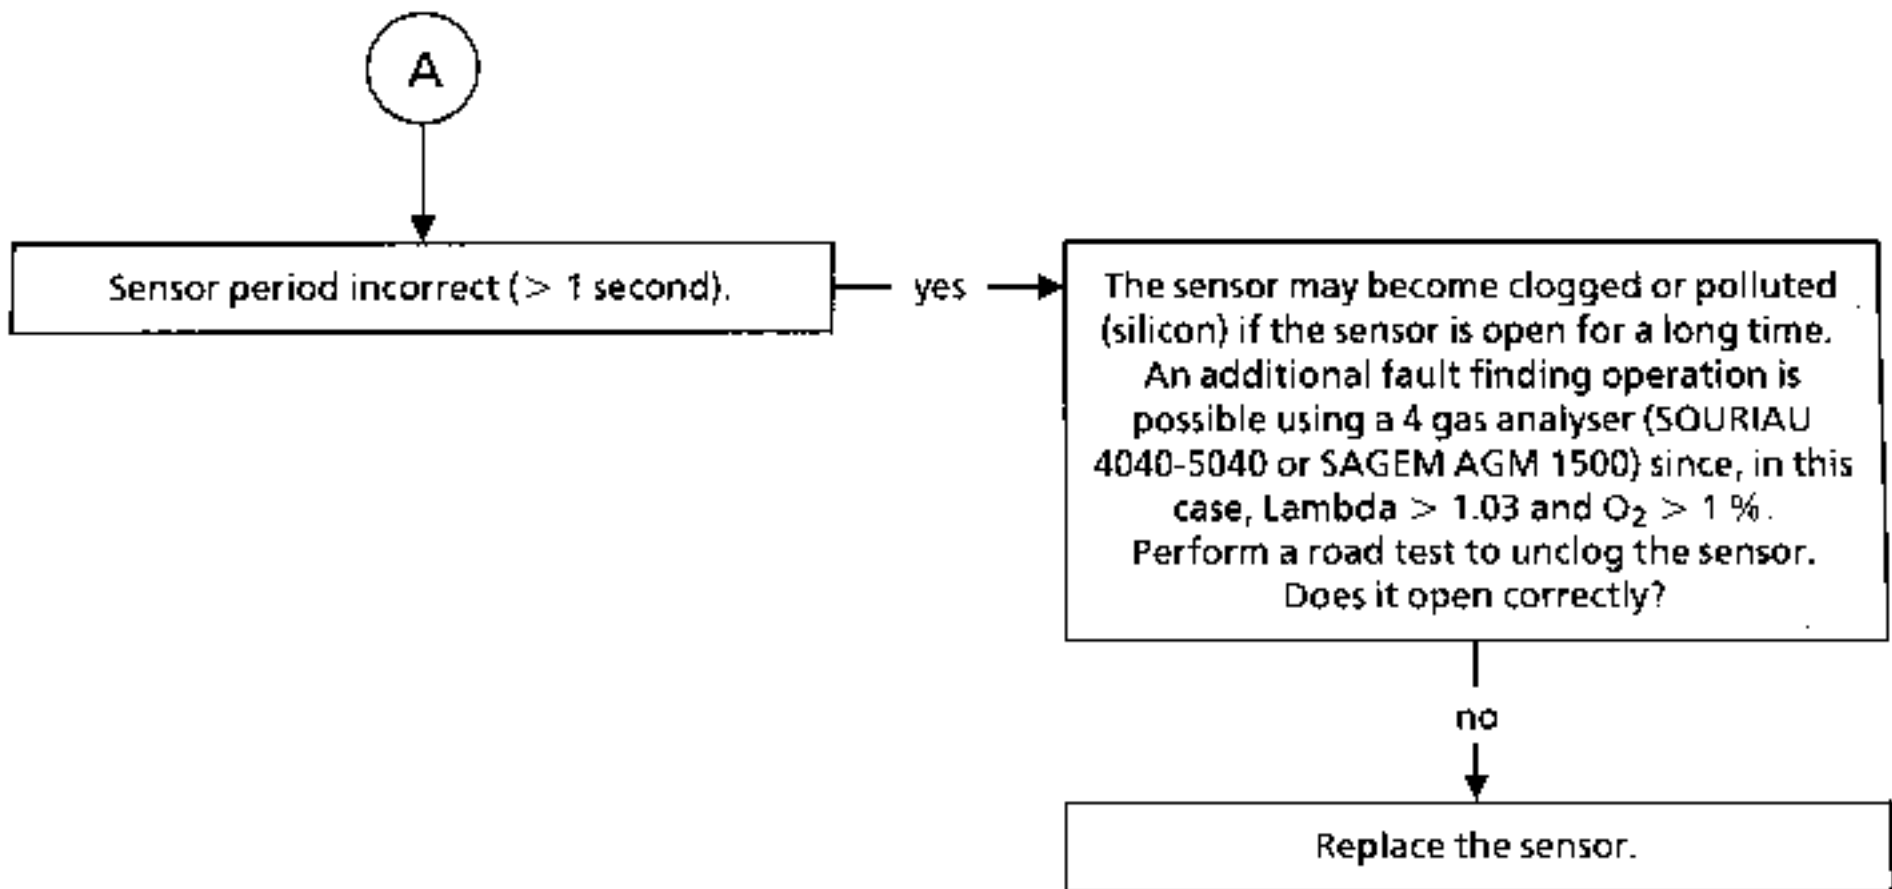 A
Sensor period incorrect (> 1 second).
yes
The sensor may become clogged or polluted
(silicon) if the sensor is open for a long time.
An additional fault finding operation is
possible using a 4 gas analyser (SOURIAU
4040-5040 or SAGEM AGM 1500) since, in this
case, Lambda > 1.03 and O₂ > 1 %.
Perform a road test to unclog the sensor.
Does it open correctly?
no
Replace the sensor.